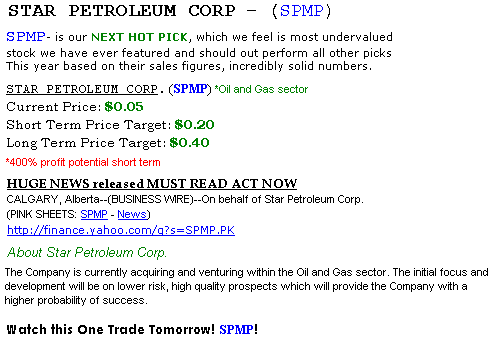 STAR PETROLEUM CORP - (SPMP)
SPMP- is our NEXT HOT PICK, which we feel is most undervalued
stock we have ever featured and should out perform all other picks
This year based on their sales figures, incredibly solid numbers.
STAR PETROLEUM CORP. (SPMP) *Oil and Gas sector
Current Price: $0.05
Short Term Price Target: $0.20
Long Term Price Target: $0.40
*400% profit potential short term
HUGE NEWS released MUST READ ACT NOW
CALGARY, Alberta--(BUSINESS WIRE)--On behalf of Star Petroleum Corp.
(PINK SHEETS: SPMP - News)
http://finance.yahoo.com/q?s=SPMP.PK
About Star Petroleum Corp.
The Company is currently acquiring and venturing within the Oil and Gas sector. The initial focus and
development will be on lower risk, high quality prospects which will provide the Company with a
higher probability of success.
Watch this One Trade Tomorrow! SPMP!